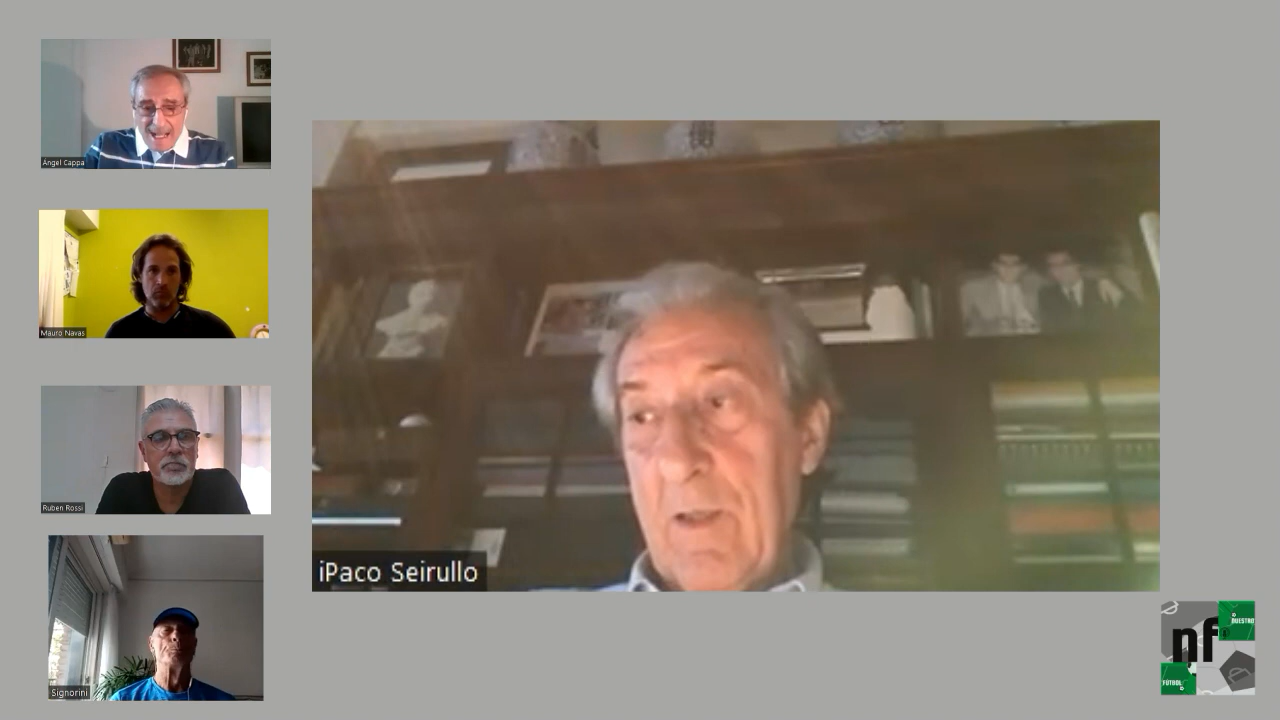 Ángel Cappa
Mauro Navas
Ruben Rossi
Signorini
iPaco Seirullo
nf
NUESTRO
FÚTBOL